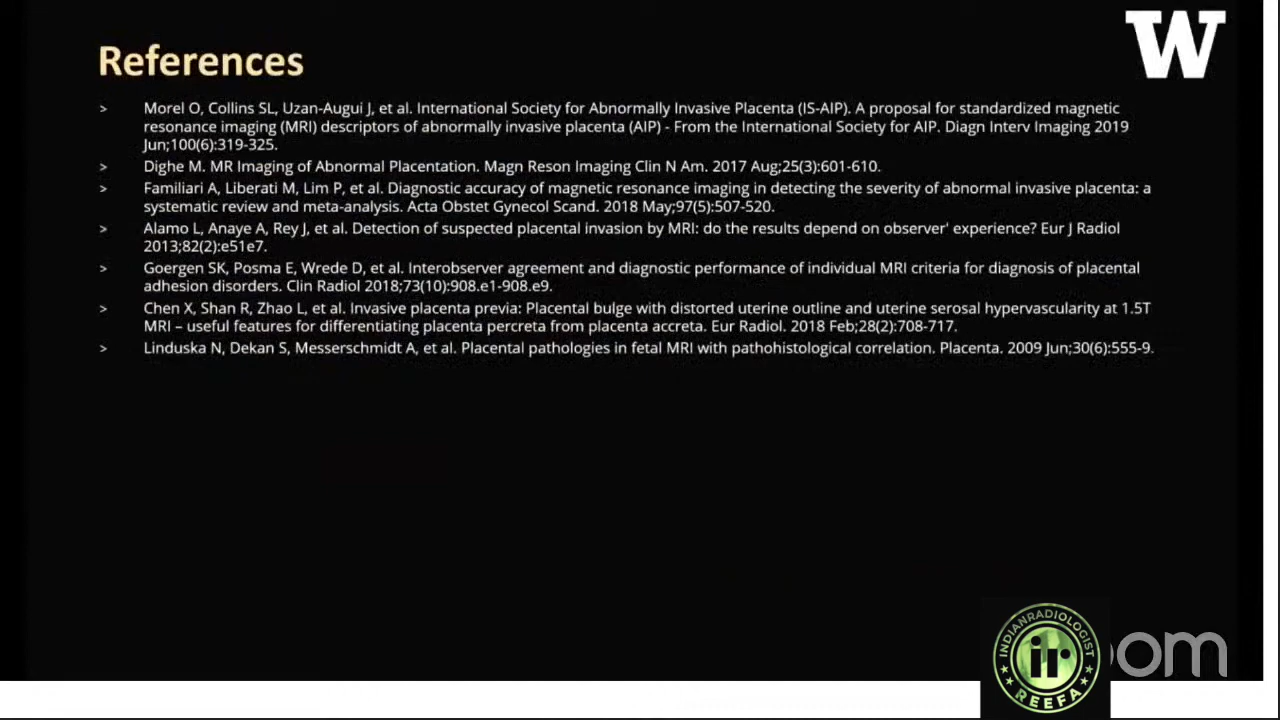 W
References
> Morel O, Collins SL, Uzan-Augui J, et al. International Society for Abnormally Invasive Placenta (IS-AIP). A proposal for standardized magnetic
resonance imaging (MRI) descriptors of abnormally invasive placenta (AIP) - From the International Society for AIP. Diagn Interv Imaging 2019
Jun;100(6):319-325.
> Dighe M. MR Imaging of Abnormal Placentation. Magn Reson Imaging Clin N Am. 2017 Aug;25(3):601-610.
> Familiari A, Liberati M, Lim P, et al. Diagnostic accuracy of magnetic resonance imaging in detecting the severity of abnormal invasive placenta: a
systematic review and meta-analysis. Acta Obstet Gynecol Scand. 2018 May;97(5):507-520.
> Alamo L, Anaye A, Rey J, et al. Detection of suspected placental invasion by MRI: do the results depend on observer' experience? Eur J Radiol
2013;82(2):e51e7.
> Goergen SK, Posma E, Wrede D, et al. Interobserver agreement and diagnostic performance of individual MRI criteria for diagnosis of placental
adhesion disorders. Clin Radiol 2018;73(10):908.e1-908.e9.
> Chen X, Shan R, Zhao L, et al. Invasive placenta previa: Placental bulge with distorted uterine outline and uterine serosal hypervascularity at 1.5T
MRI – useful features for differentiating placenta percreta from placenta accreta. Eur Radiol. 2018 Feb;28(2):708-717.
> Linduska N, Dekan S, Messerschmidt A, et al. Placental pathologies in fetal MRI with pathohistological correlation. Placenta. 2009 Jun;30(6):555-9.
INDIANRADIOLOGIST
ir
REEFA
oom